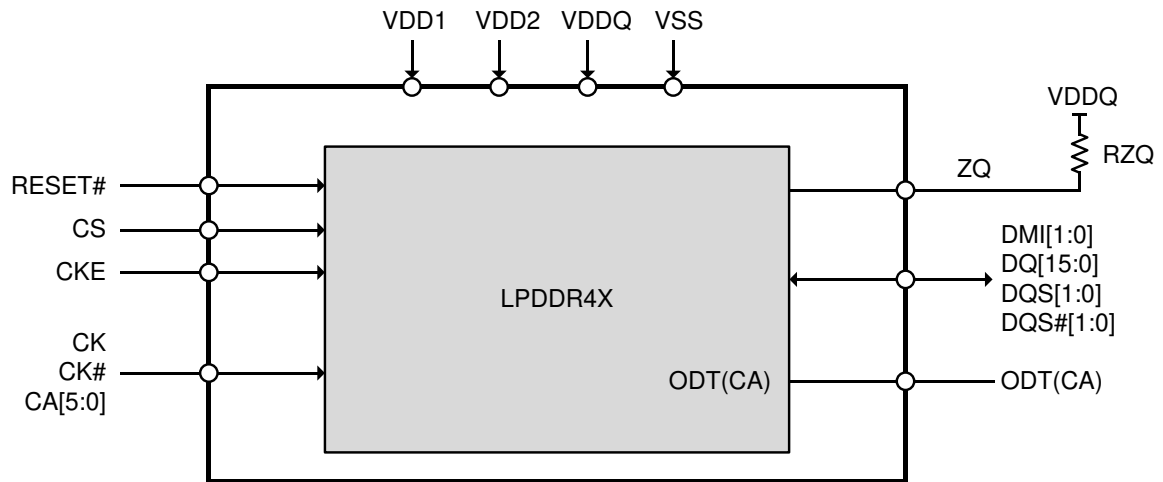 VDD1 VDD2 VDDQ VSS
VDDQ
RZQ
ZQ
RESET#
CS
CKE
CK
CK#
CA[5:0]
LPDDR4X
ODT(CA)
DMI[1:0]
DQ[15:0]
DQS[1:0]
DQS#[1:0]
ODT(CA)